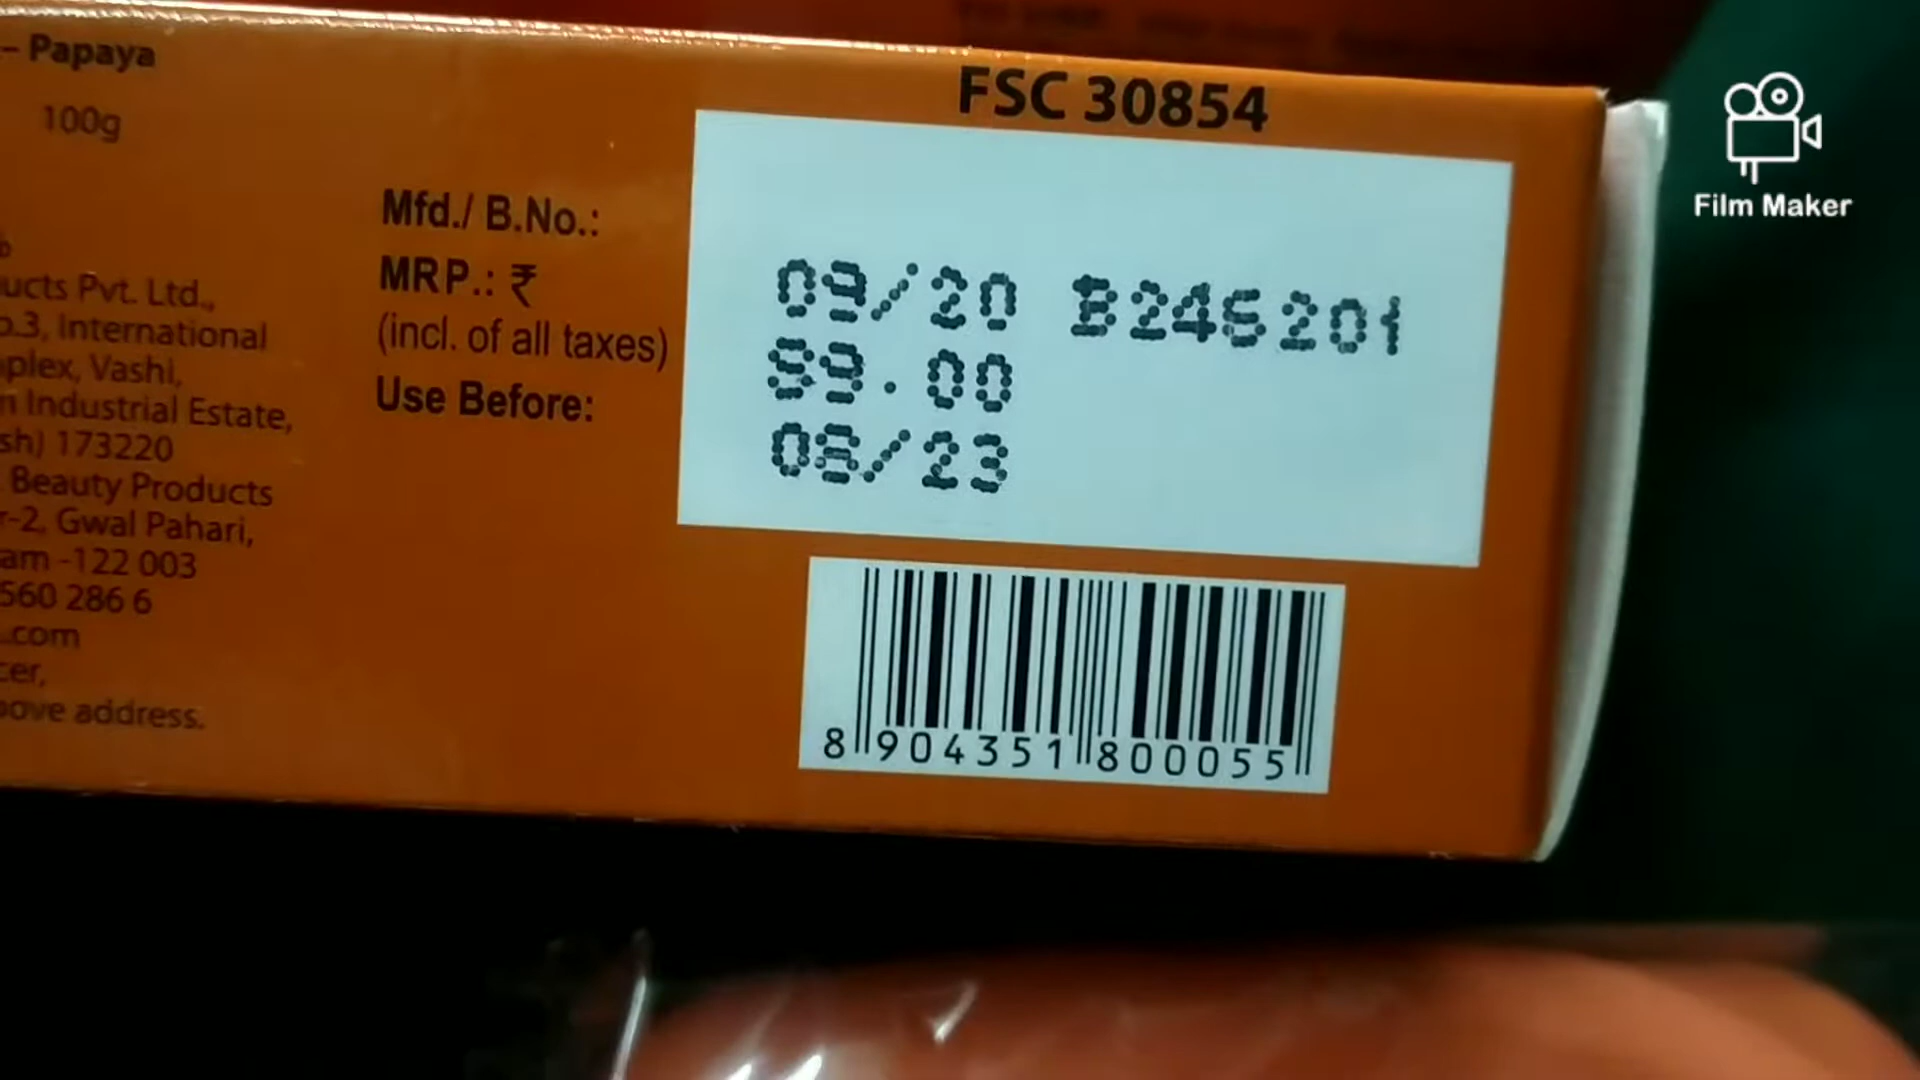 – Papaya
100g
ucts Pvt. Ltd.,
o.3, International
plex, Vashi,
n Industrial Estate,
sh) 173220
Beauty Products
r-2, Gwal Pahari,
am -122 003
560 286 6
.com
cer,
ove address.
FSC 30854
Mfd./ B.No.:
MRP.: ₹
(incl. of all taxes)
Use Before:
09/20 B246201
99.00
08/23
8 904351 800055
Film Maker